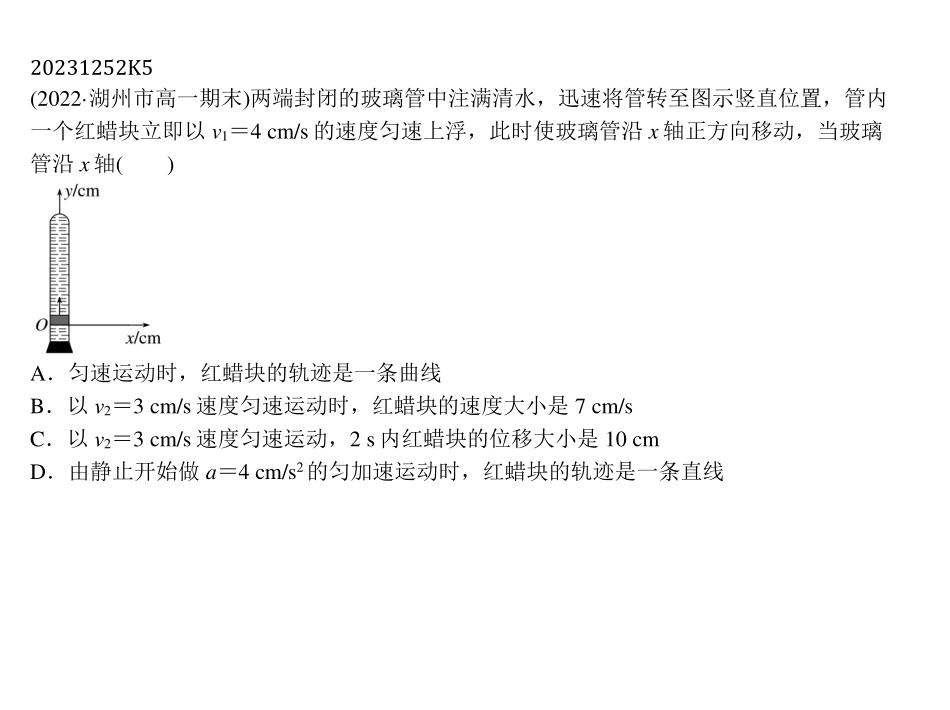 20231252K5
(2022·湖州市高一期末)两端封闭的玻璃管中注满清水，迅速将管转至图示竖直位置，管内
一个红蜡块立即以 v₁＝4 cm/s 的速度匀速上浮，此时使玻璃管沿 x 轴正方向移动，当玻璃
管沿 x 轴(　　)
y/cm
O
x/cm
A．匀速运动时，红蜡块的轨迹是一条曲线
B．以 v₂＝3 cm/s 速度匀速运动时，红蜡块的速度大小是 7 cm/s
C．以 v₂＝3 cm/s 速度匀速运动，2 s 内红蜡块的位移大小是 10 cm
D．由静止开始做 a＝4 cm/s² 的匀加速运动时，红蜡块的轨迹是一条直线